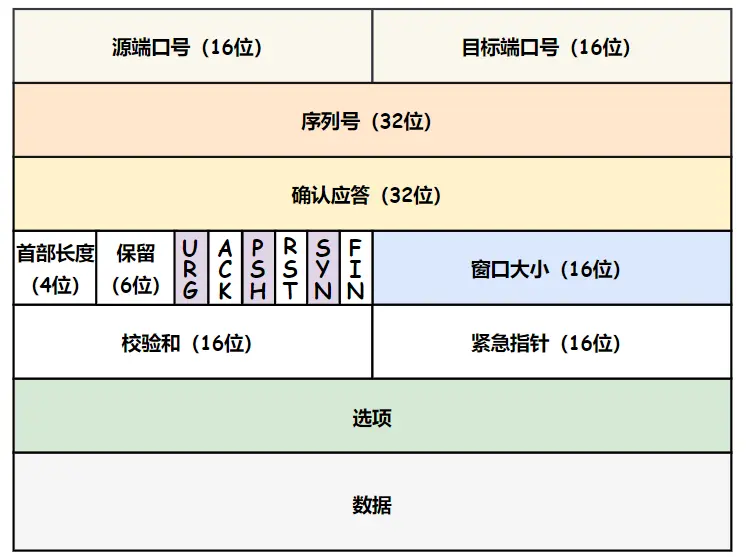 源端口号（16位）
目标端口号（16位）
序列号（32位）
确认应答（32位）
首部长度
（4位）
保留
（6位）
URG
ACK
PSH
RST
SYN
FIN
窗口大小（16位）
校验和（16位）
紧急指针（16位）
选项
数据